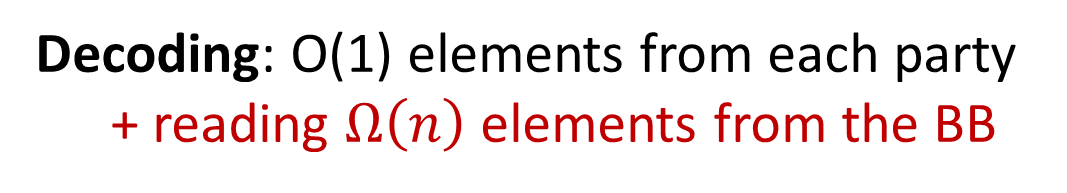 Decoding: O(1) elements from each party
+ reading Ω(n) elements from the BB